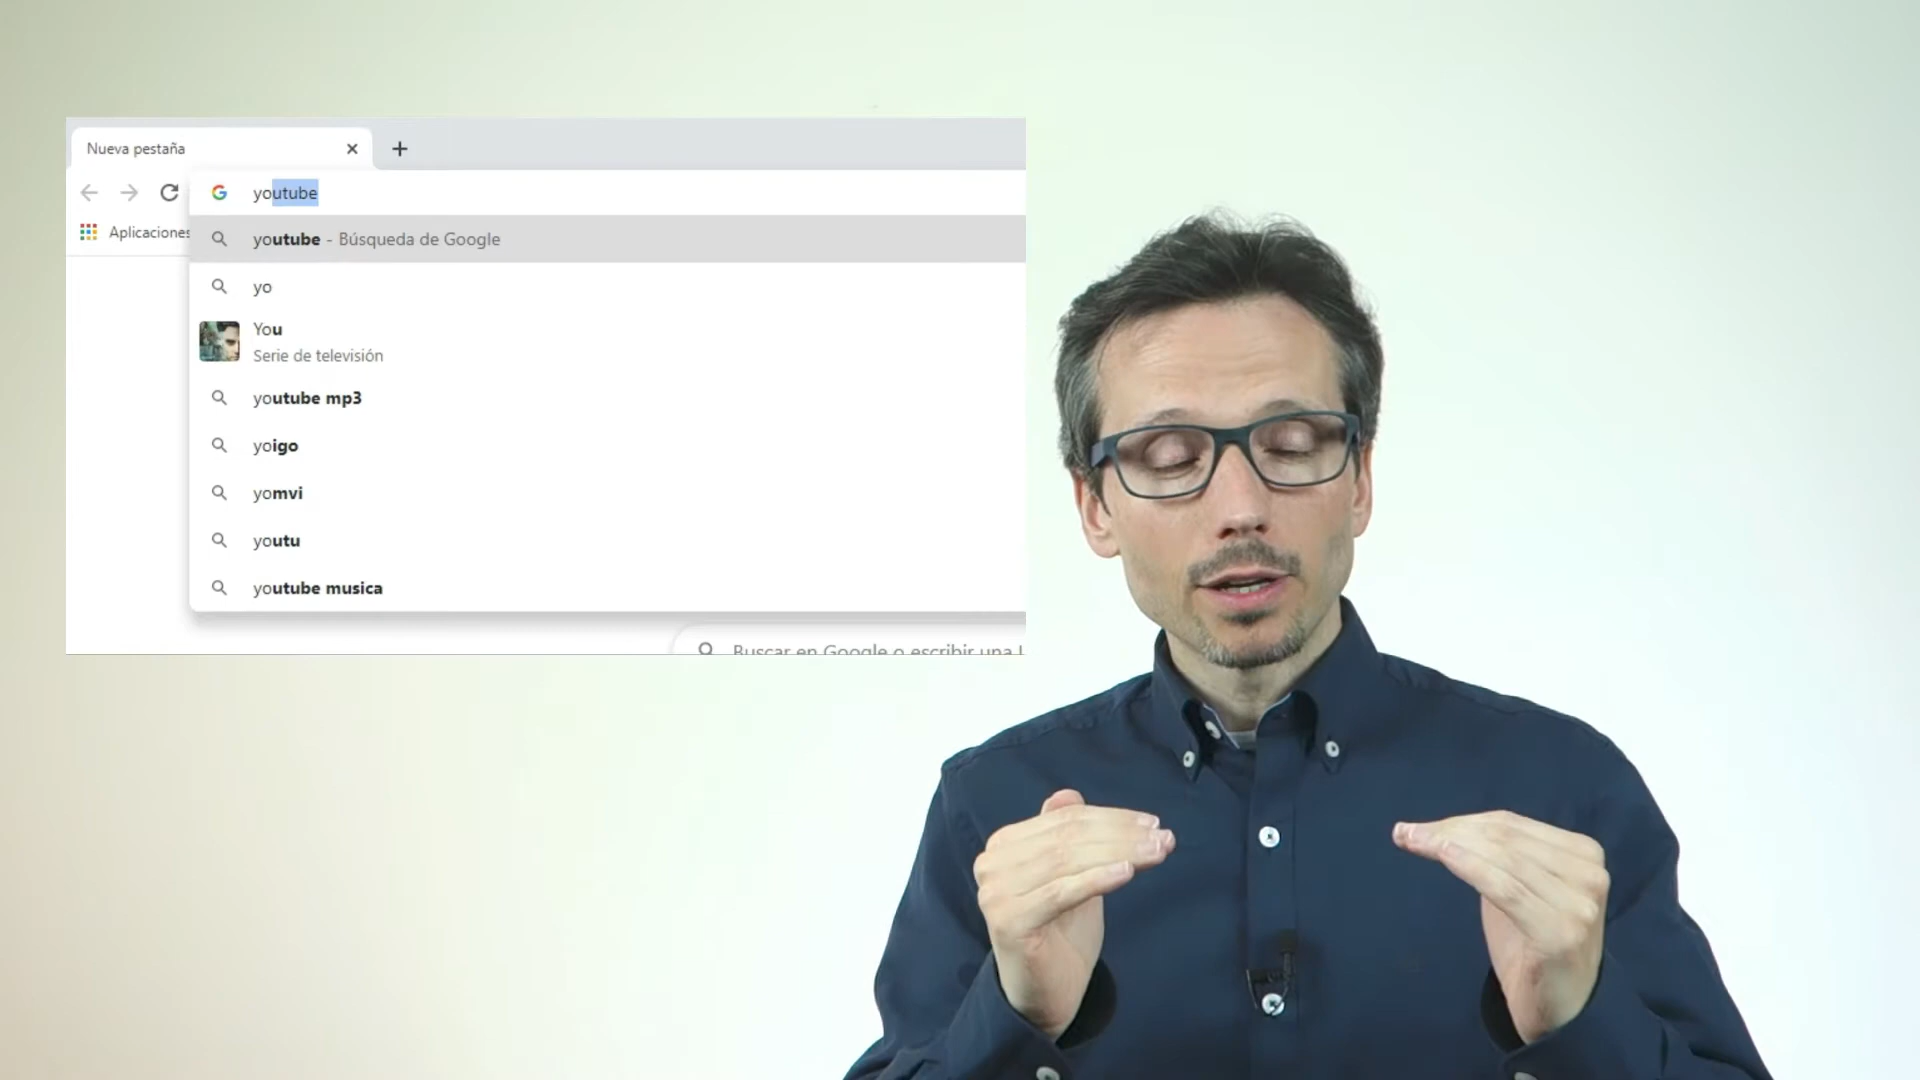 Nueva pestaña
youtube
Aplicaciones
youtube - Búsqueda de Google
yo
You
Serie de televisión
youtube mp3
yoigo
yomvi
youtu
youtube musica
Buscar en Google o escribir una